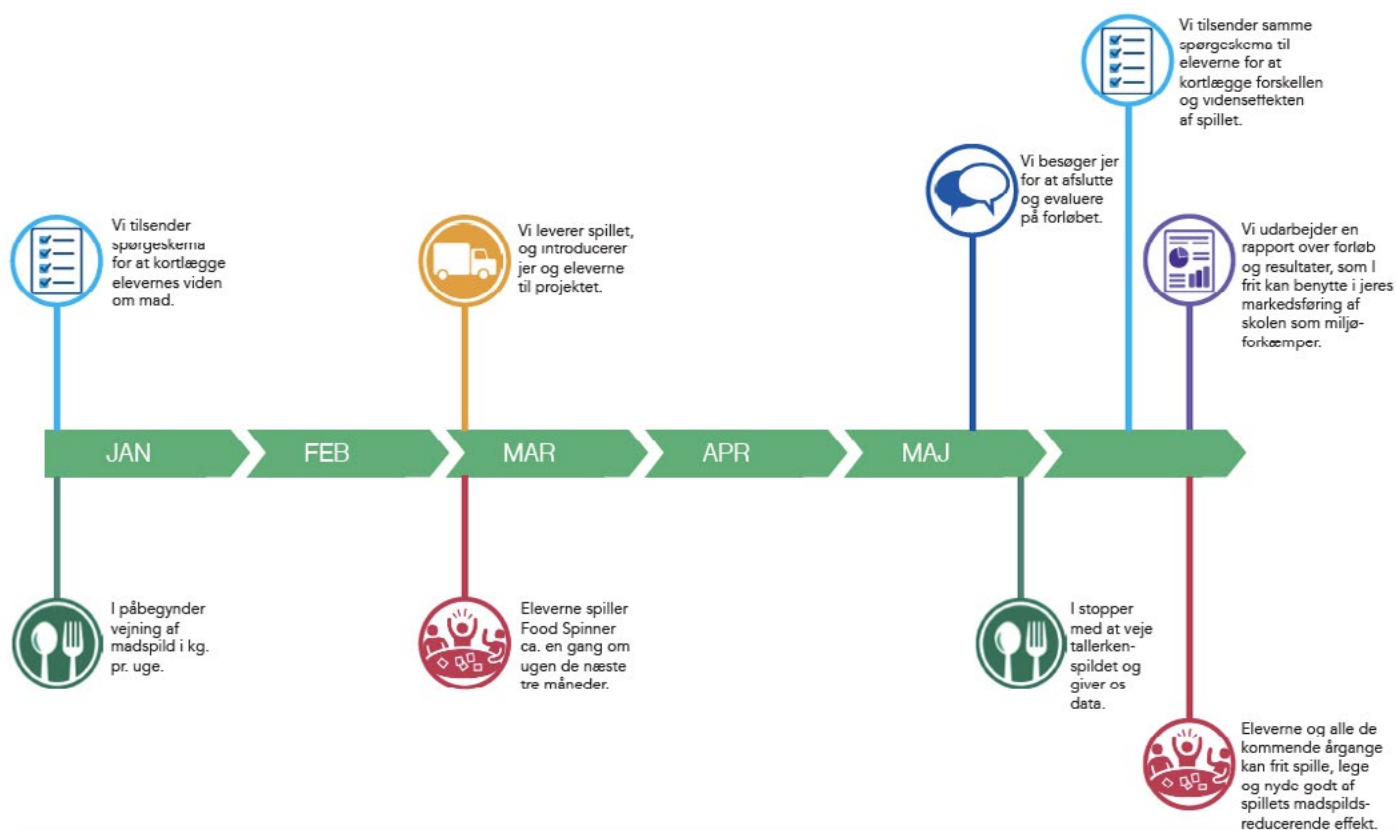 Vi tilsender samme
spørgeskema til
eleverne for at
kortlægge forskellen
og videnseffekten
af spillet.
Vi besøger jer
for at afslutte
og evaluere
på forløbet.
Vi tilsender
spørgeskema
for at kortlægge
elevernes viden
om mad.
Vi leverer spillet,
og introducerer
jer og eleverne
til projektet.
Vi udarbejder en
rapport over forløb
og resultater, som I
frit kan benytte i jeres
markedsføring af
skolen som miljø-
forkæmper.
JAN
FEB
MAR
APR
MAJ
I påbegynder
vejning af
madspild i kg.
pr. uge.
Eleverne spiller
Food Spinner
ca. en gang om
ugen de næste
tre måneder.
I stopper
med at veje
tallerken-
spildet og
giver os
data.
Eleverne og alle de
kommende årgange
kan frit spille, lege
og nyde godt af
spillets madspilds-
reducerende effekt.